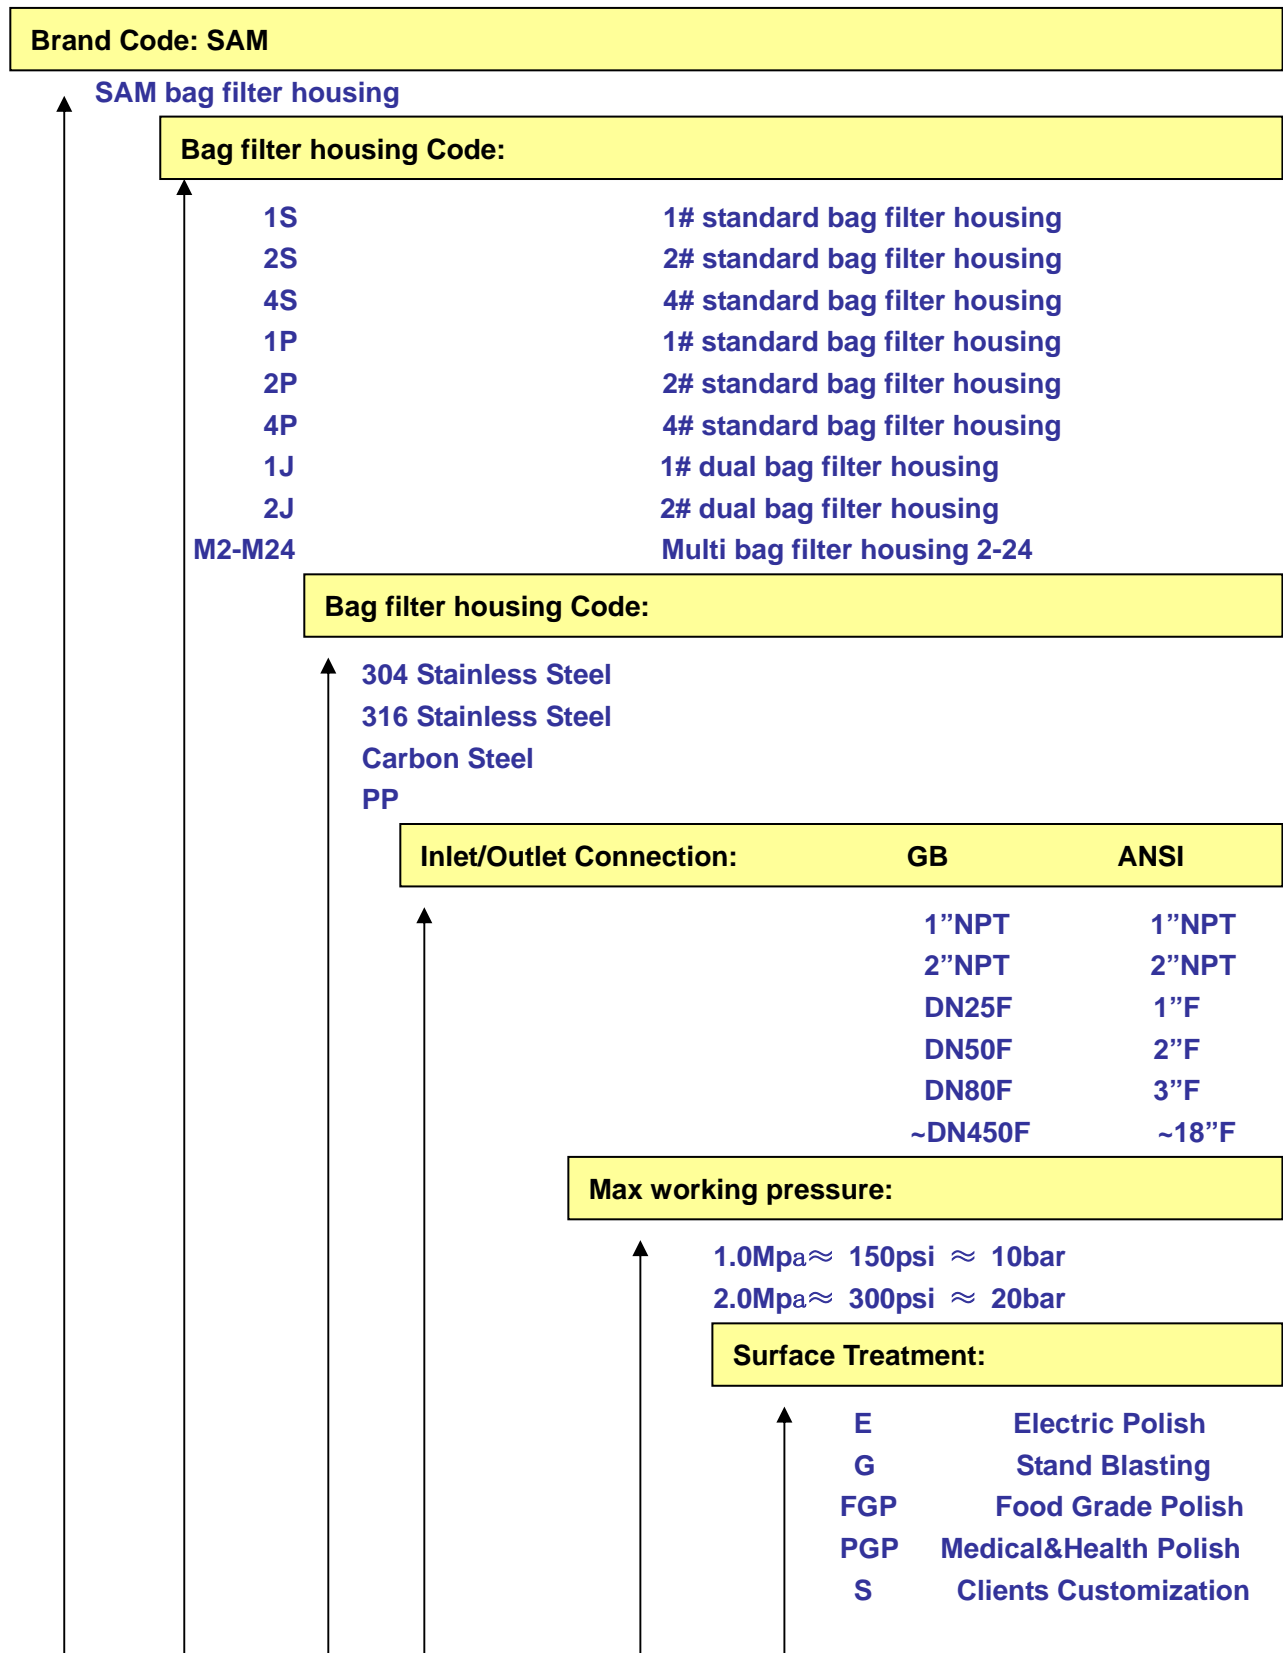 Brand Code: SAM
SAM bag filter housing
Bag filter housing Code:
1S 1# standard bag filter housing
2S 2# standard bag filter housing
4S 4# standard bag filter housing
1P 1# standard bag filter housing
2P 2# standard bag filter housing
4P 4# standard bag filter housing
1J 1# dual bag filter housing
2J 2# dual bag filter housing
M2-M24 Multi bag filter housing 2-24
Bag filter housing Code:
304 Stainless Steel
316 Stainless Steel
Carbon Steel
PP
Inlet/Outlet Connection: GB ANSI
1”NPT 1”NPT
2”NPT 2”NPT
DN25F 1”F
DN50F 2”F
DN80F 3”F
~DN450F ~18”F
Max working pressure:
1.0Mpa≈ 150psi ≈ 10bar
2.0Mpa≈ 300psi ≈ 20bar
Surface Treatment:
E Electric Polish
G Stand Blasting
FGP Food Grade Polish
PGP Medical&Health Polish
S Clients Customization